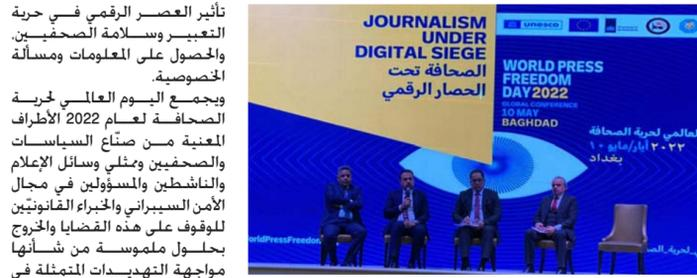 تأثير العصر الرقمي في حرية
التعبير وسلامة الصحفيين،
والحصول على المعلومات ومسألة
الخصوصية.
ويجمع اليوم العالمي لحرية
الصحافة لعام 2022 الأطراف
المعنية من صنّاع السياسات
والصحفيين وممثلي وسائل الإعلام
والناشطين والمسؤولين في مجال
الأمن السيبراني والخبراء القانونيّين
للوقوف على هذه القضايا والخروج
بحلول ملموسة من شأنها
مواجهة التهديدات المتمثلة في
JOURNALISM
UNDER
DIGITAL SIEGE
الصحافة تحت
الحصار الرقمي
unesco
WORLD PRESS
FREEDOM
DAY 2022
GLOBAL CONFERENCE
10 MAY
BAGHDAD
العالمي لحرية الصحافة
٢٠٢٢ أيار/مايو ١٠
بغداد
WorldPressFreedom